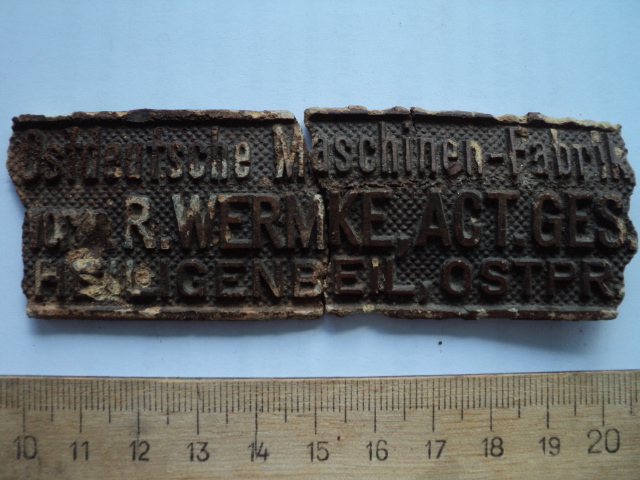 Ostdeutsche Maschinen-Fabrik
vorm. R. WERMKE, ACT. GES.
HEILIGENBEIL, OSTPR.
10 11 12 13 14 15 16 17 18 19 20